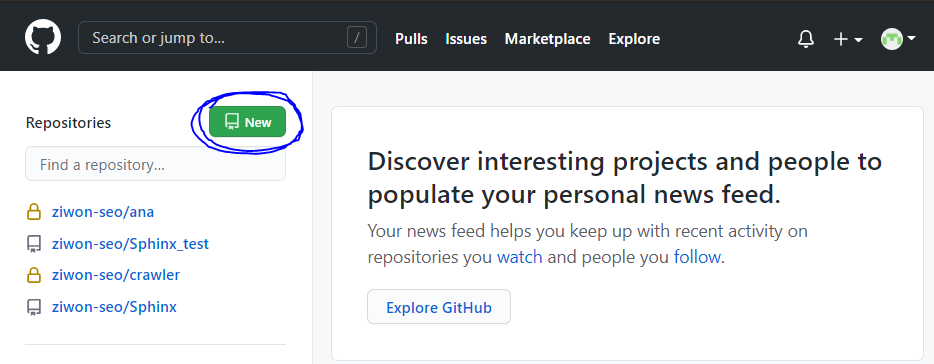 Search or jump to... /
Pulls Issues Marketplace Explore
Repositories
New
Find a repository...
ziwon-seo/ana
ziwon-seo/Sphinx_test
ziwon-seo/crawler
ziwon-seo/Sphinx
Discover interesting projects and people to
populate your personal news feed.
Your news feed helps you keep up with recent activity on
repositories you watch and people you follow.
Explore GitHub